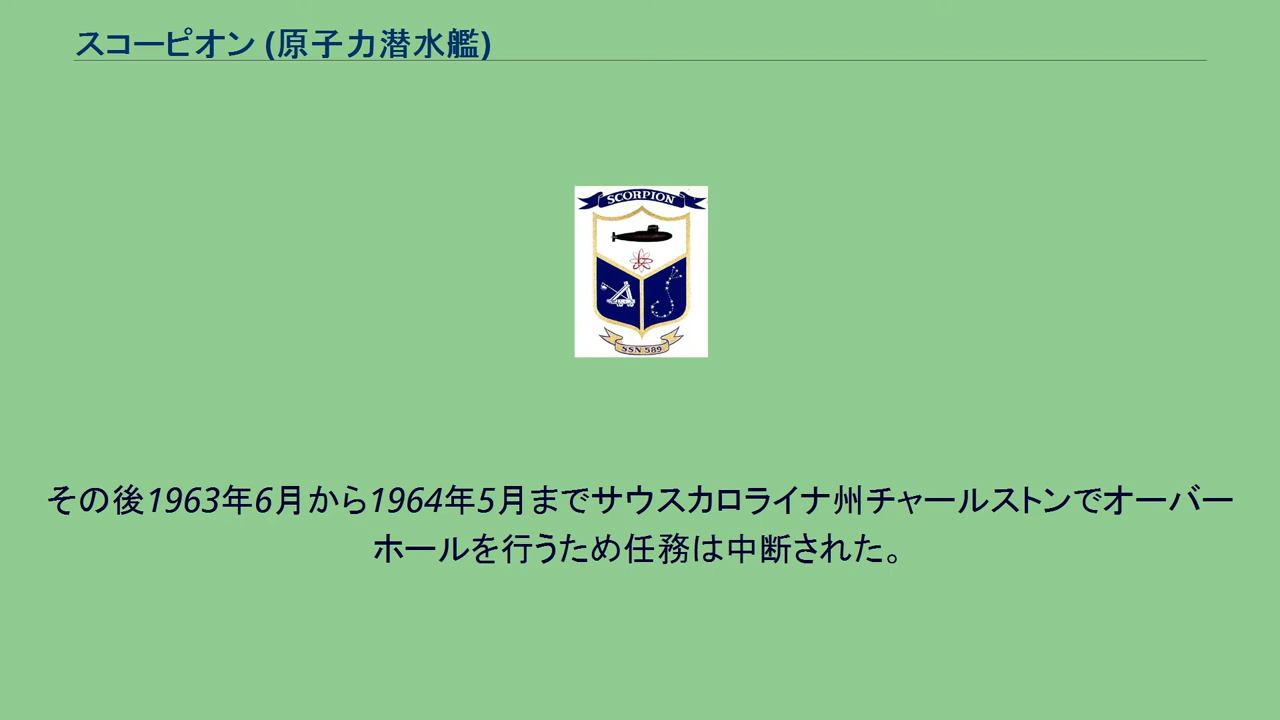 スコーピオン (原子力潜水艦)
SCORPION
SSN 589
その後1963年6月から1964年5月までサウスカロライナ州チャールストンでオーバー
ホールを行うため任務は中断された。